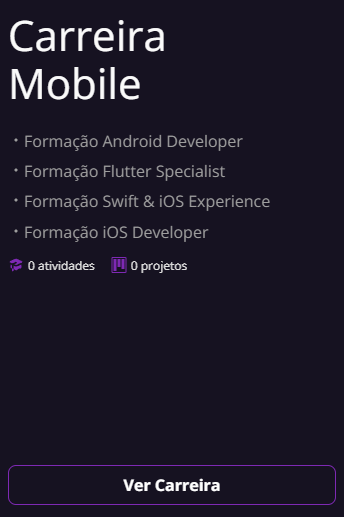 Carreira
Mobile
· Formação Android Developer
· Formação Flutter Specialist
· Formação Swift & iOS Experience
· Formação iOS Developer
0 atividades 0 projetos
Ver Carreira